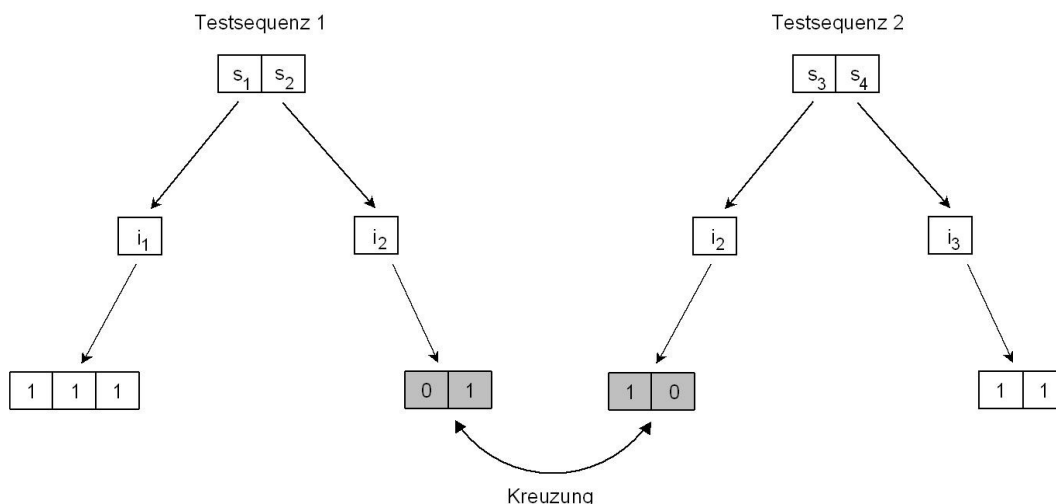 Testsequenz 1
Testsequenz 2
s1 s2
s3 s4
i1
i2
i2
i3
1 1 1
0 1
1 0
1 1
Kreuzung